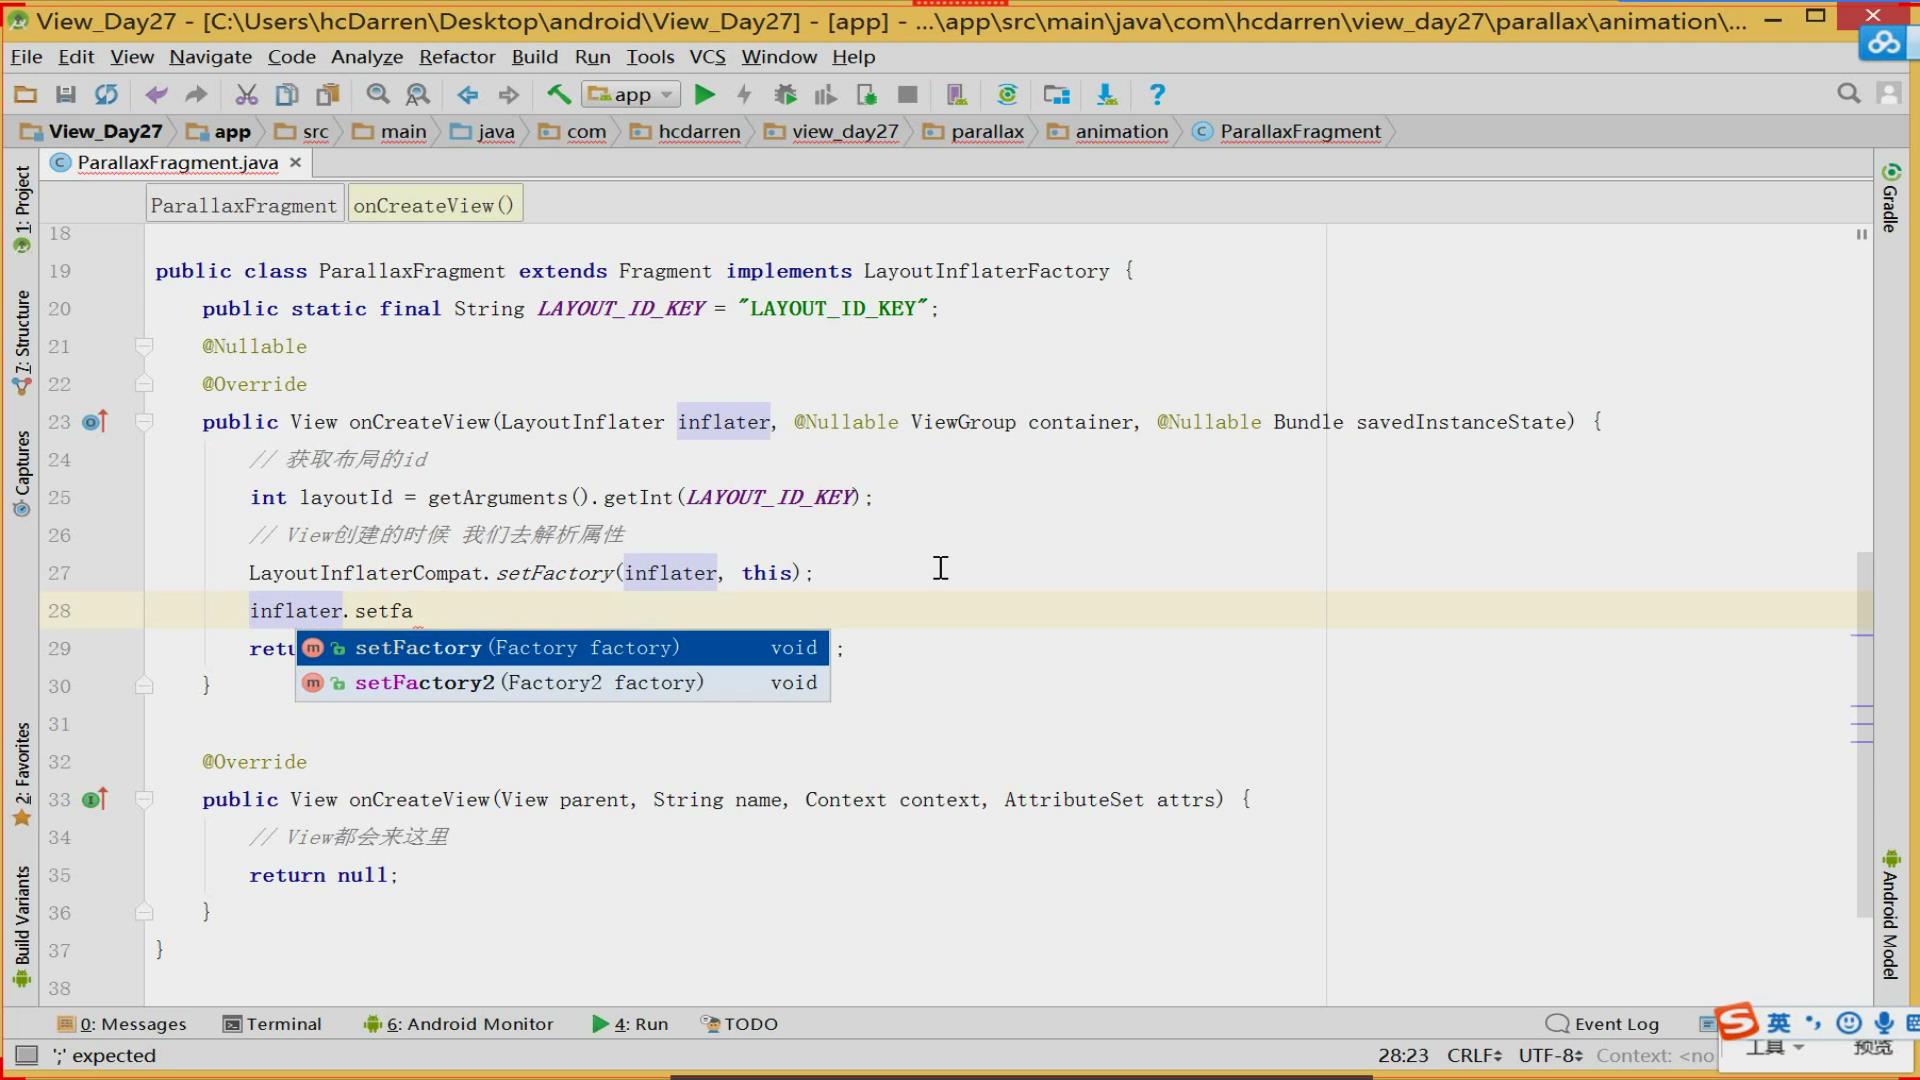 View_Day27 - [C:\Users\hcDarren\Desktop\android\View_Day27] - [app] - ...\app\src\main\java\com\hcdarren\view_day27\parallax\animation\...
File Edit View Navigate Code Analyze Refactor Build Run Tools VCS Window Help
app
View_Day27 app src main java com hcdarren view_day27 parallax animation ParallaxFragment
ParallaxFragment.java
ParallaxFragment onCreateView()
18
19 public class ParallaxFragment extends Fragment implements LayoutInflaterFactory {
20 public static final String LAYOUT_ID_KEY = "LAYOUT_ID_KEY";
21 @Nullable
22 @Override
23 public View onCreateView(LayoutInflater inflater, @Nullable ViewGroup container, @Nullable Bundle savedInstanceState) {
24 // 获取布局的id
25 int layoutId = getArguments().getInt(LAYOUT_ID_KEY);
26 // View创建的时候 我们去解析属性
27 LayoutInflaterCompat.setFactory(inflater, this);
28 inflater.setfa
29 retu ;
setFactory(Factory factory) void
setFactory2(Factory2 factory) void
30 }
31
32 @Override
33 public View onCreateView(View parent, String name, Context context, AttributeSet attrs) {
34 // View都会来这里
35 return null;
36 }
37 }
38
1: Project
7: Structure
Captures
2: Favorites
Build Variants
Gradle
Android Model
0: Messages Terminal 6: Android Monitor 4: Run TODO Event Log
英
';' expected 28:23 CRLF UTF-8 Context: <no
工具 预览